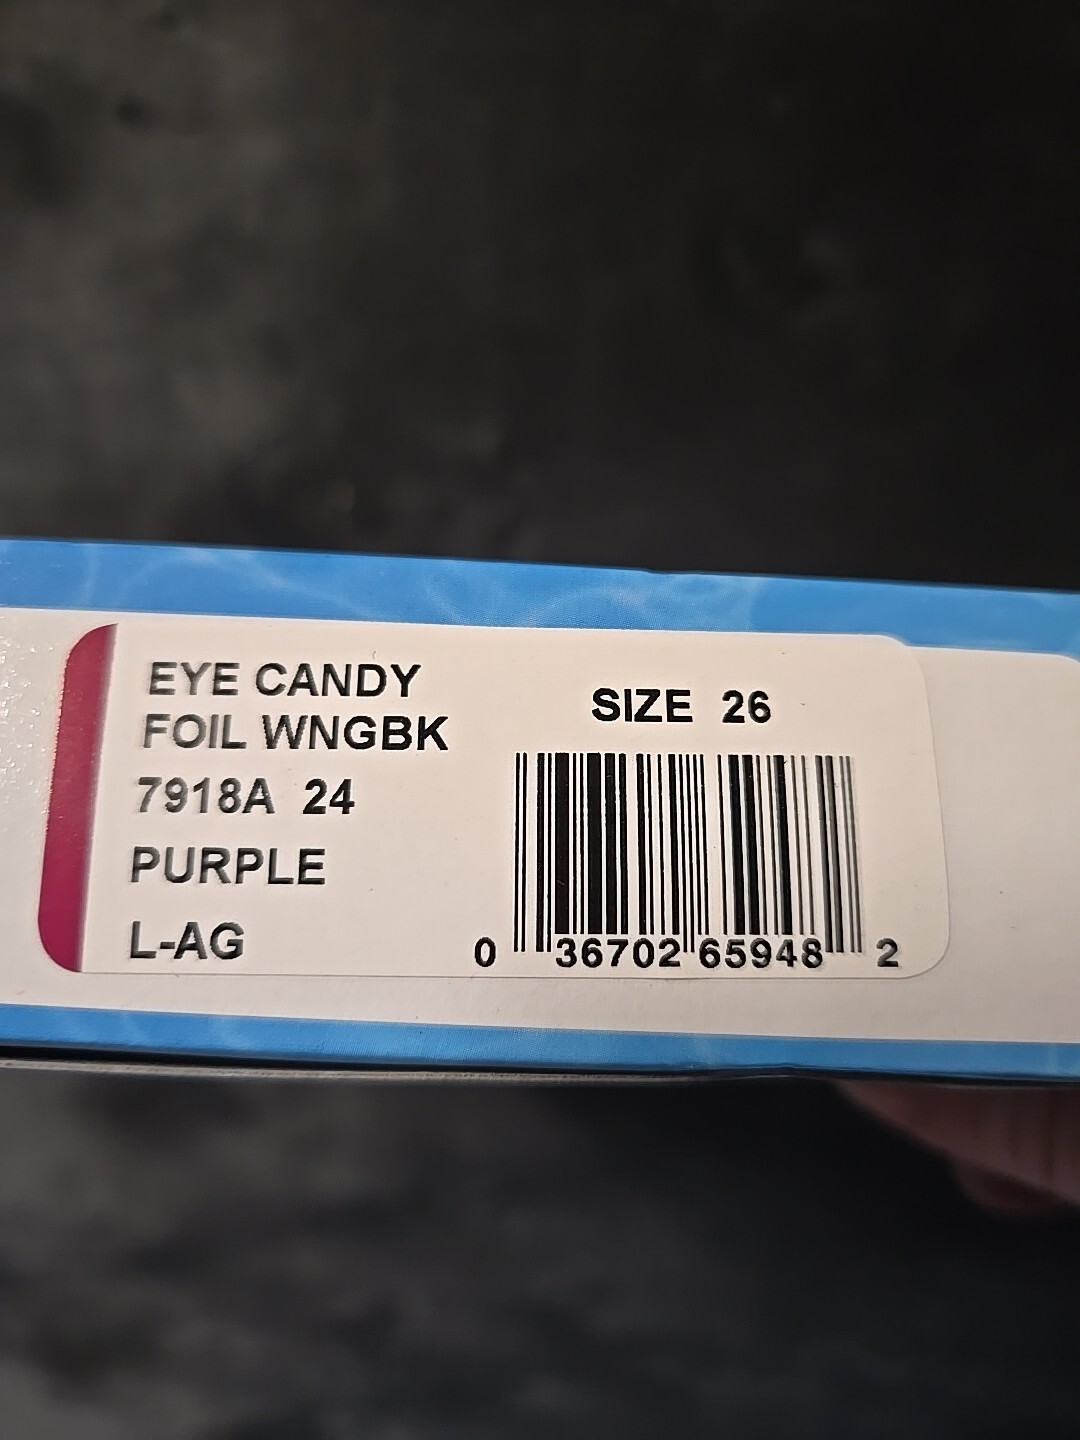 EYE CANDY
FOIL WNGBK
7918A 24
PURPLE
L-AG
SIZE 26
0 36702 65948 2